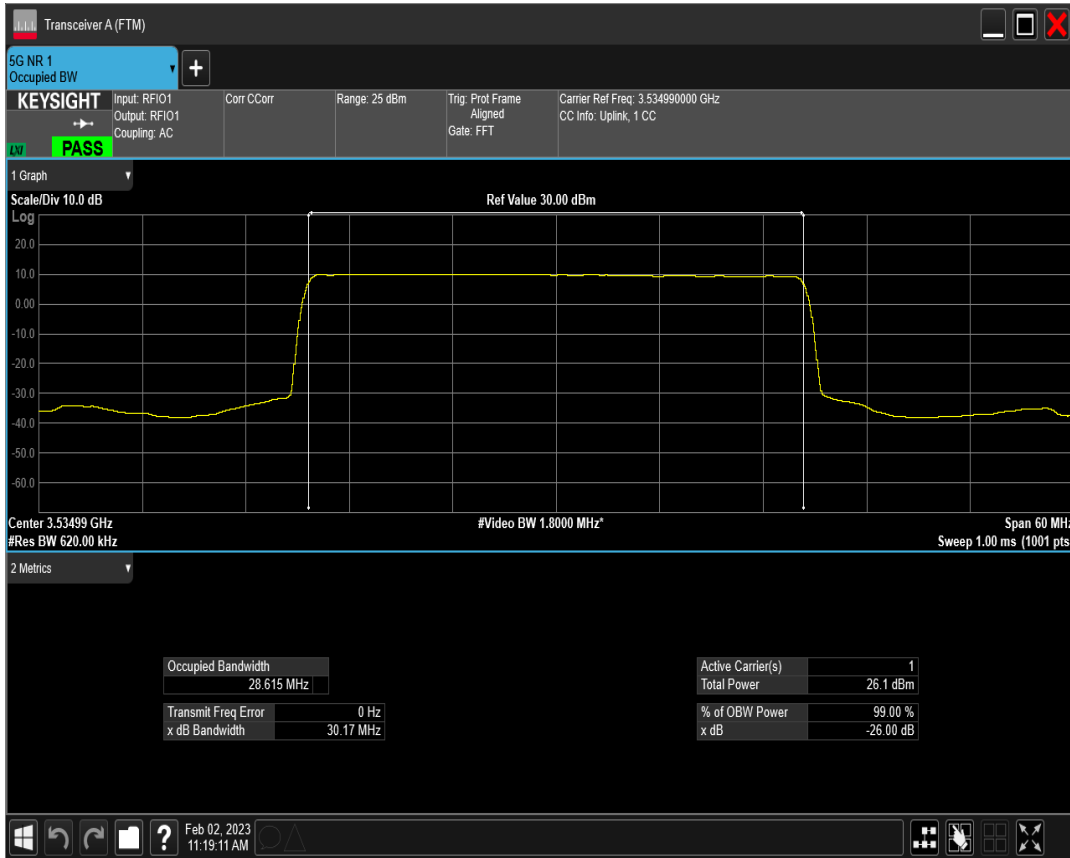 Transceiver A (FTM)
5G NR 1
Occupied BW
+
KEYSIGHT
LXI
PASS
Input: RFIO1
Output: RFIO1
Coupling: AC
Corr CCorr
Range: 25 dBm
Trig: Prot Frame
Aligned
Gate: FFT
Carrier Ref Freq: 3.534990000 GHz
CC Info: Uplink, 1 CC
1 Graph
Scale/Div 10.0 dB
Ref Value 30.00 dBm
Log
20.0
10.0
0.00
-10.0
-20.0
-30.0
-40.0
-50.0
-60.0
Center 3.53499 GHz
#Video BW 1.8000 MHz*
Span 60 MHz
#Res BW 620.00 kHz
Sweep 1.00 ms (1001 pts
2 Metrics
Occupied Bandwidth
28.615 MHz
Transmit Freq Error 0 Hz
x dB Bandwidth 30.17 MHz
Active Carrier(s) 1
Total Power 26.1 dBm
% of OBW Power 99.00 %
x dB -26.00 dB
?
Feb 02, 2023
11:19:11 AM